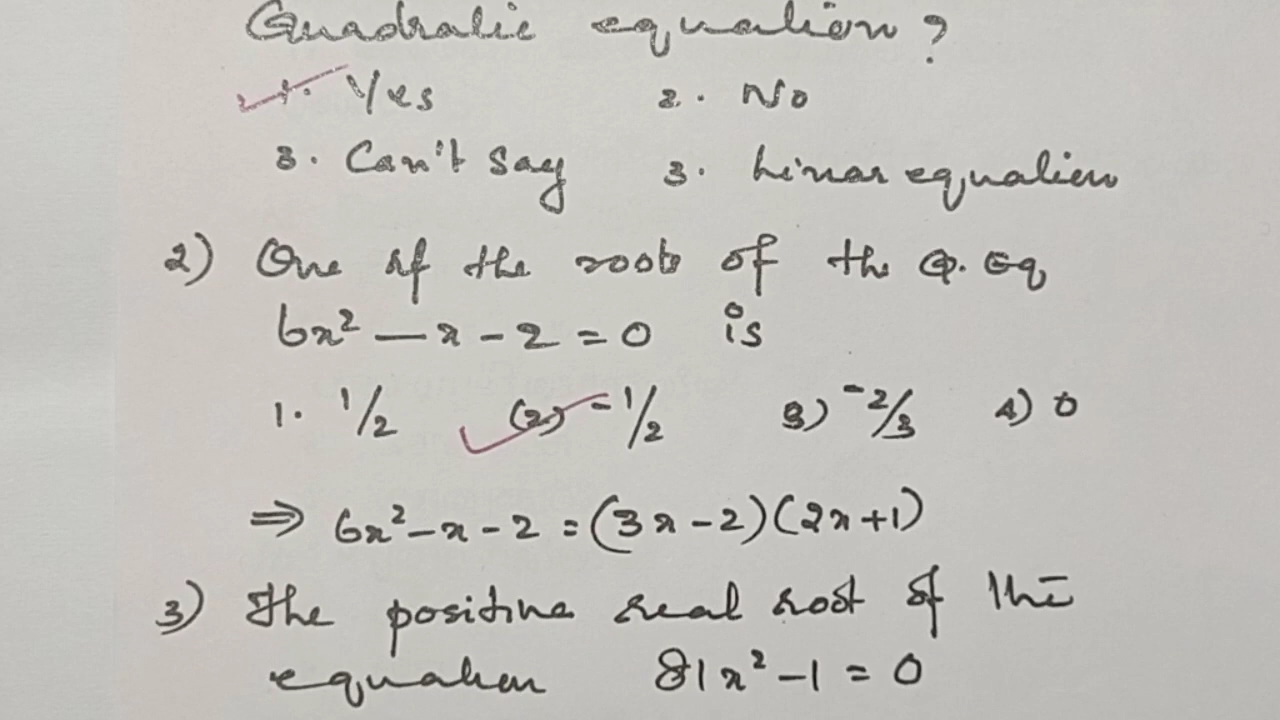 Quadratic equation?
1. Yes 2. No
3. Can't say 3. Linear equation
2) One of the roots of the Q. Eq
6x² - x - 2 = 0 is
1. 1/2 (2) -1/2 3) -2/3 4) 0
⇒ 6x² - x - 2 = (3x - 2)(2x + 1)
3) The positive real root of the
equation 81x² - 1 = 0